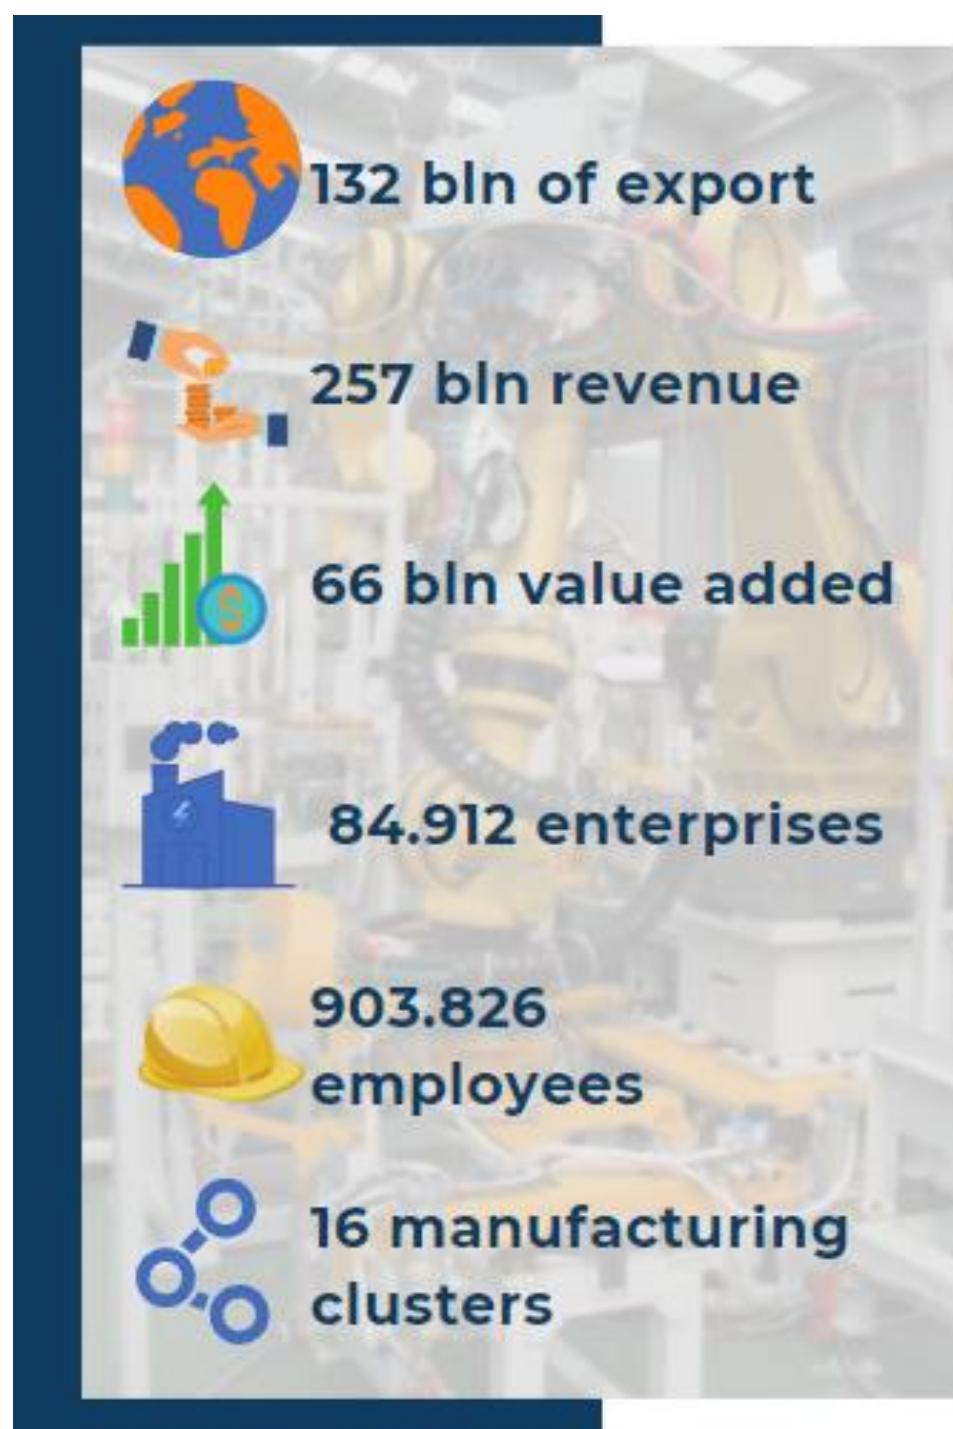 132 bln of export
257 bln revenue
66 bln value added
84.912 enterprises
903.826
employees
16 manufacturing
clusters